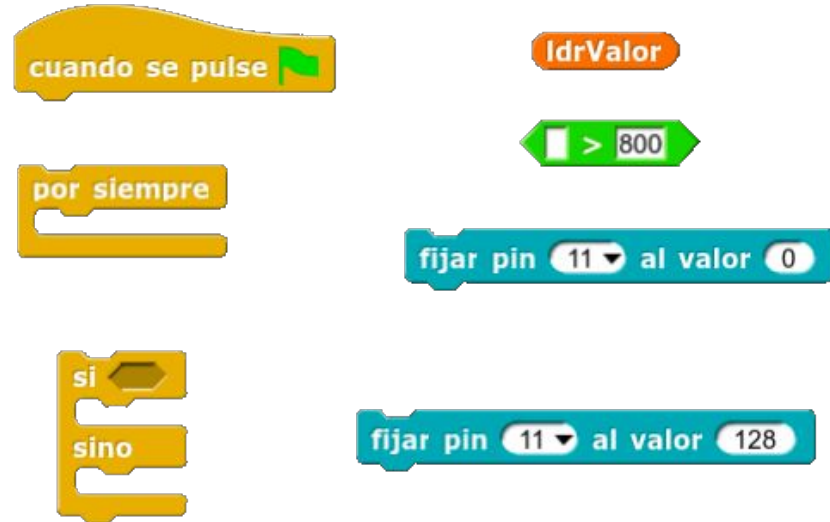 cuando se pulse
ldrValor
> 800
por siempre
fijar pin 11 al valor 0
si
sino
fijar pin 11 al valor 128